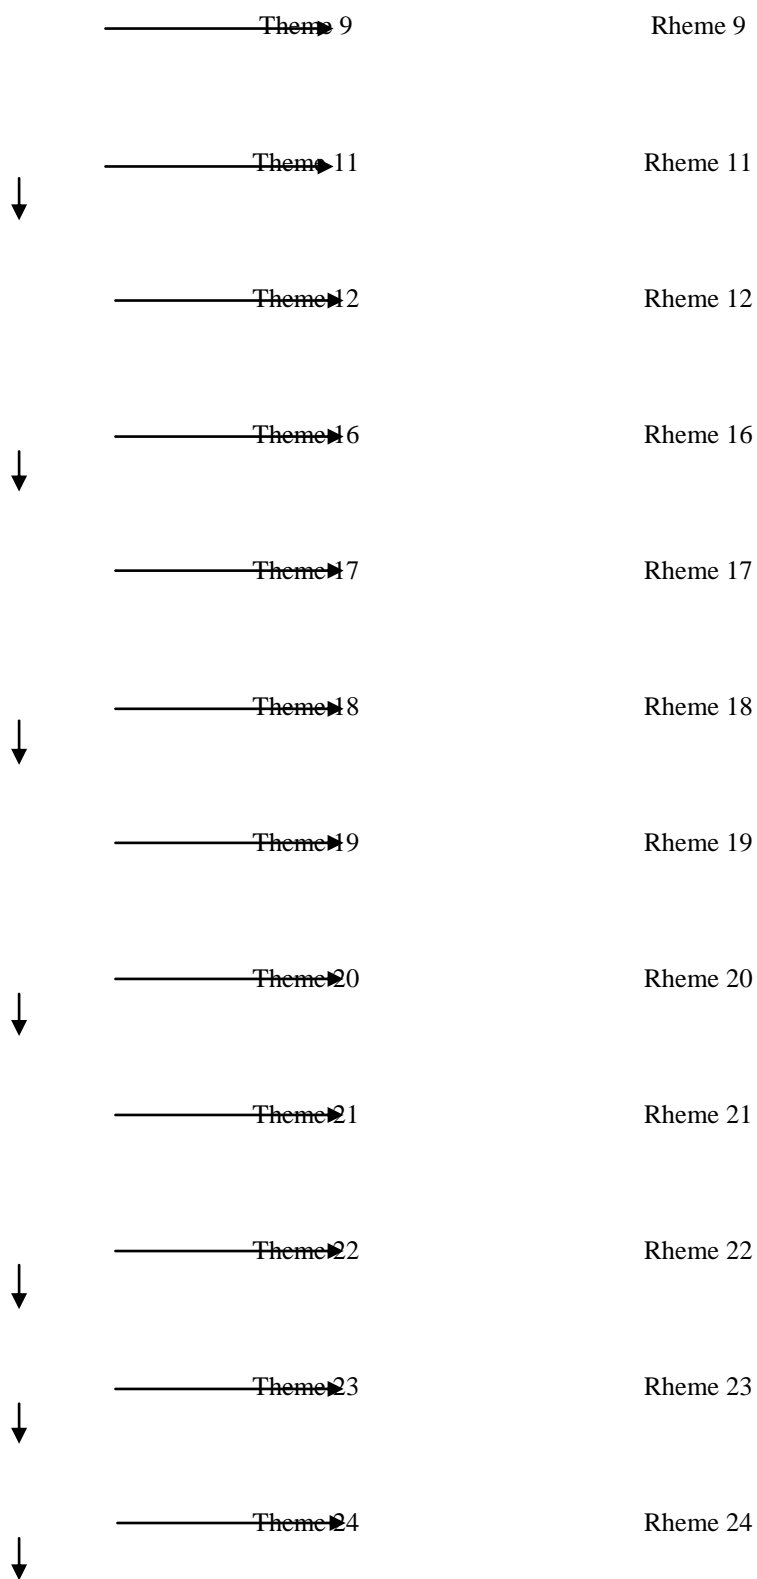 Theme 9 Rheme 9
Theme 11 Rheme 11
Theme 12 Rheme 12
Theme 16 Rheme 16
Theme 17 Rheme 17
Theme 18 Rheme 18
Theme 19 Rheme 19
Theme 20 Rheme 20
Theme 21 Rheme 21
Theme 22 Rheme 22
Theme 23 Rheme 23
Theme 24 Rheme 24